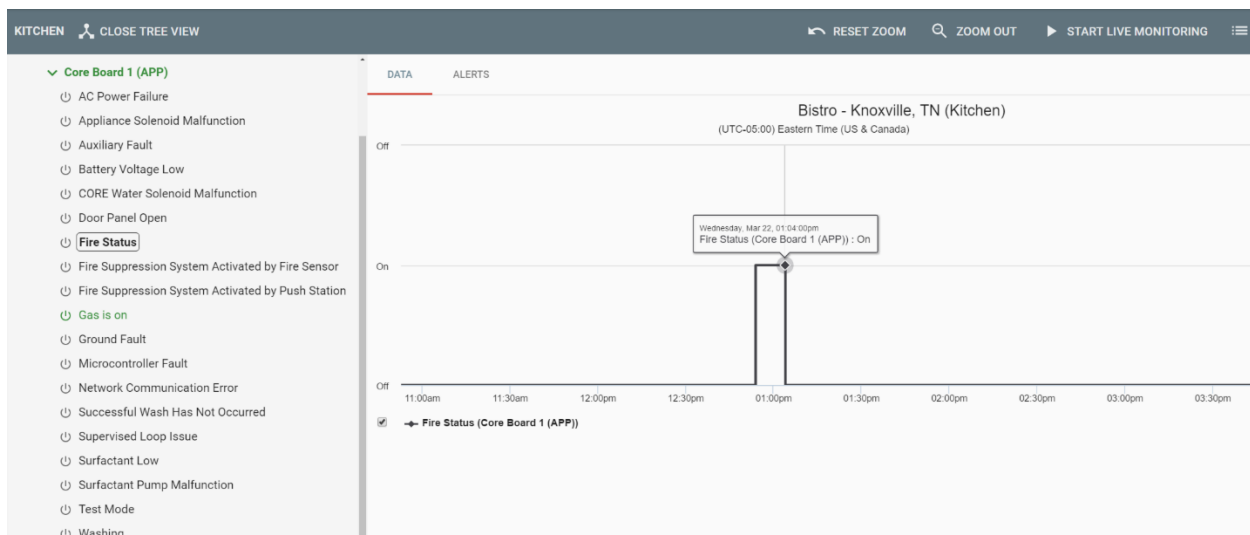 KITCHEN CLOSE TREE VIEW RESET ZOOM ZOOM OUT START LIVE MONITORING
Core Board 1 (APP)
AC Power Failure
Appliance Solenoid Malfunction
Auxiliary Fault
Battery Voltage Low
CORE Water Solenoid Malfunction
Door Panel Open
Fire Status
Fire Suppression System Activated by Fire Sensor
Fire Suppression System Activated by Push Station
Gas is on
Ground Fault
Microcontroller Fault
Network Communication Error
Successful Wash Has Not Occurred
Supervised Loop Issue
Surfactant Low
Surfactant Pump Malfunction
Test Mode
Washing
DATA ALERTS
Bistro - Knoxville, TN (Kitchen)
(UTC-05:00) Eastern Time (US & Canada)
Off
Wednesday, Mar 22, 01:04:00pm
Fire Status (Core Board 1 (APP)) : On
On
Off
11:00am 11:30am 12:00pm 12:30pm 01:00pm 01:30pm 02:00pm 02:30pm 03:00pm 03:30pm
Fire Status (Core Board 1 (APP))